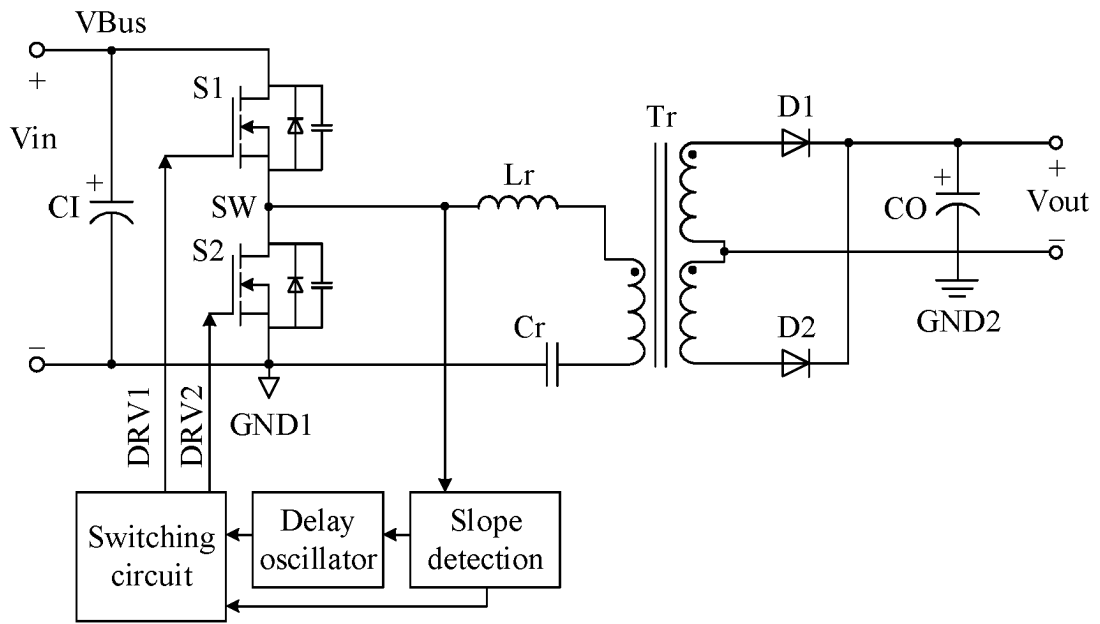 VBus
+
Vin
–
CI
+
S1
SW
S2
GND1
DRV1
DRV2
Lr
Cr
Tr
D1
D2
+
CO
GND2
+
Vout
–
Switching
circuit
Delay
oscillator
Slope
detection